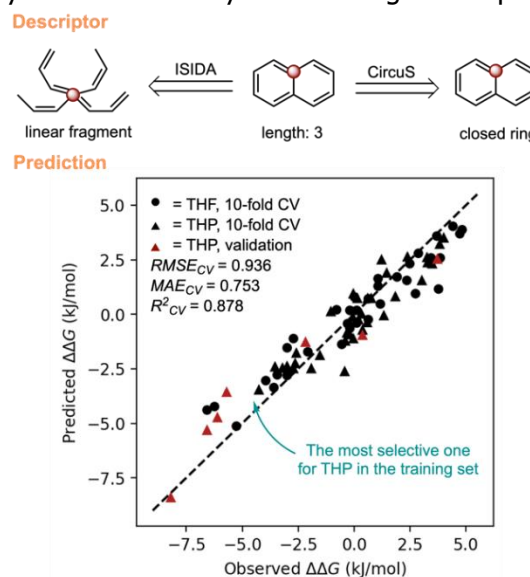 Descriptor
ISIDA
CircuS
linear fragment
length: 3
closed ring
Prediction
● = THF, 10-fold CV
▲ = THP, 10-fold CV
▲ = THP, validation
RMSE_CV = 0.936
MAE_CV = 0.753
R²_CV = 0.878
5.0
2.5
0.0
−2.5
−5.0
−7.5
Predicted ΔΔG (kJ/mol)
The most selective one
for THP in the training set
−7.5 −5.0 −2.5 0.0 2.5 5.0
Observed ΔΔG (kJ/mol)